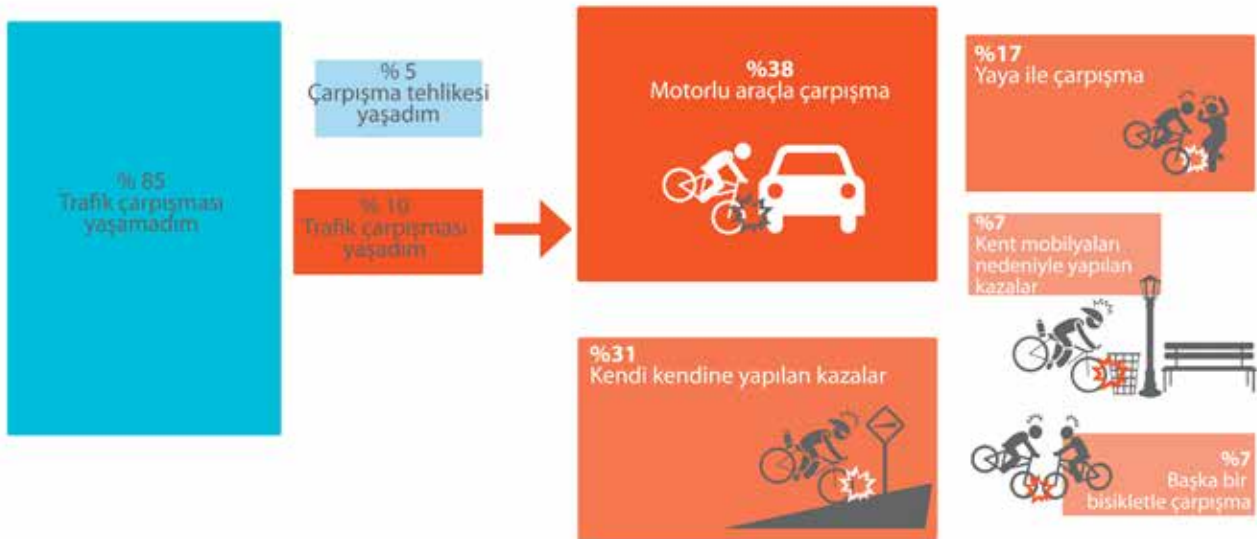 % 85
Trafik çarpışması
yaşamadım
% 5
Çarpışma tehlikesi
yaşadım
% 10
Trafik çarpışması
yaşadım
%38
Motorlu araçla çarpışma
%31
Kendi kendine yapılan kazalar
%17
Yaya ile çarpışma
%7
Kent mobilyaları
nedeniyle yapılan
kazalar
%7
Başka bir
bisikletle çarpışma